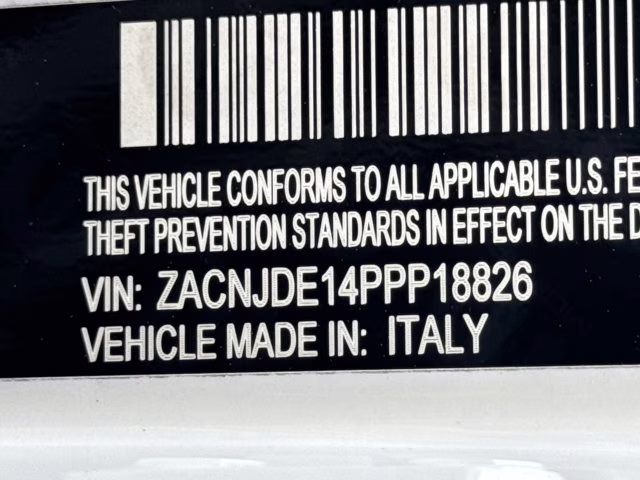 THIS VEHICLE CONFORMS TO ALL APPLICABLE U.S.
THEFT PREVENTION STANDARDS IN EFFECT ON THE
VIN: ZACNJDE14PPP18826
VEHICLE MADE IN: ITALY